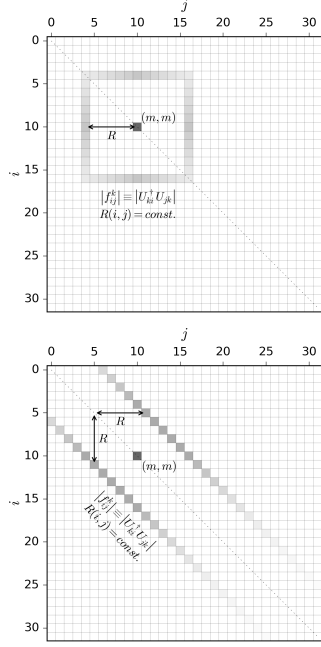 j
0 5 10 15 20 25 30
0
5
10
15
20
25
30
i
(m, m)
R
|f^k_{ij}| ≡ |U^†_{ki} U_{jk}|
R(i, j) = const.
j
0 5 10 15 20 25 30
0
5
10
15
20
25
30
i
R
R
(m, m)
|f^k_{ij}| ≡ |U^†_{ki} U_{jk}|
R(i, j) = const.